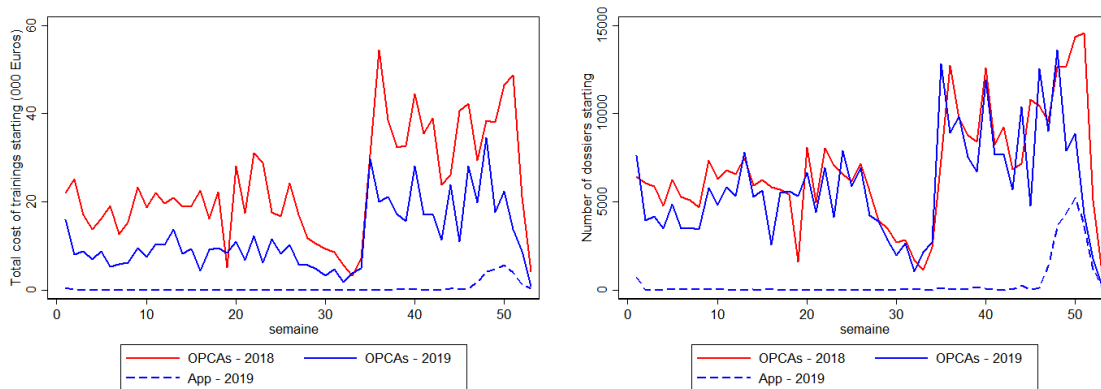 Total cost of trainings starting (000 Euros)
60
40
20
0
0 10 20 30 40 50
semaine
OPCAs - 2018 OPCAs - 2019
App - 2019
Number of dossiers starting
15000
10000
5000
0
0 10 20 30 40 50
semaine
OPCAs - 2018 OPCAs - 2019
App - 2019